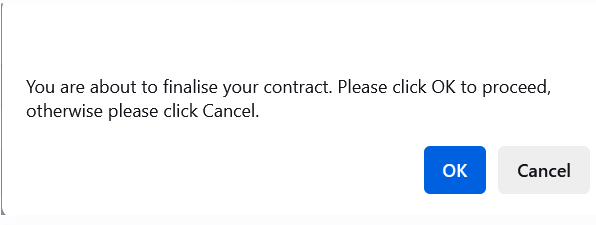 You are about to finalise your contract. Please click OK to proceed,
otherwise please click Cancel.
OK Cancel